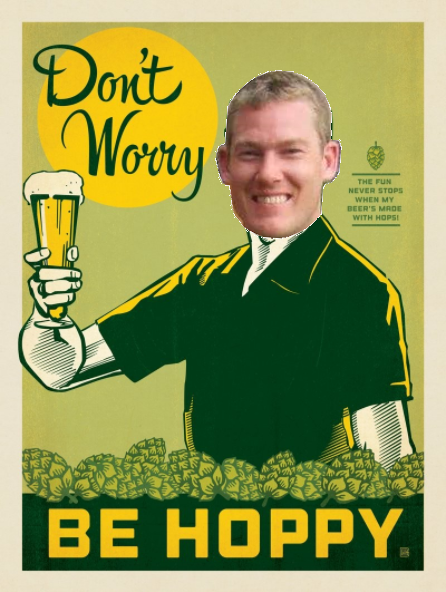 Don't
Worry
THE FUN
NEVER STOPS
WHEN MY
BEER'S MADE
WITH HOPS!
BE HOPPY